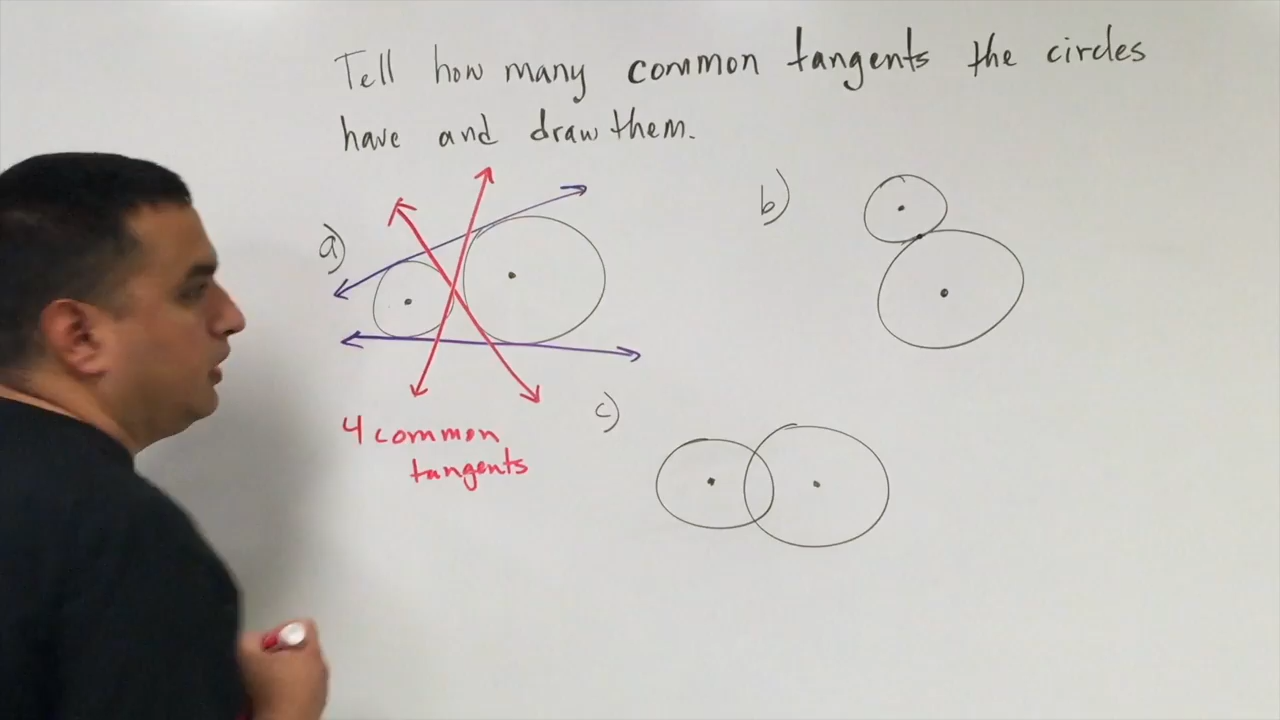 Tell how many common tangents the circles
have and draw them.
a)
b)
4 common
tangents
c)